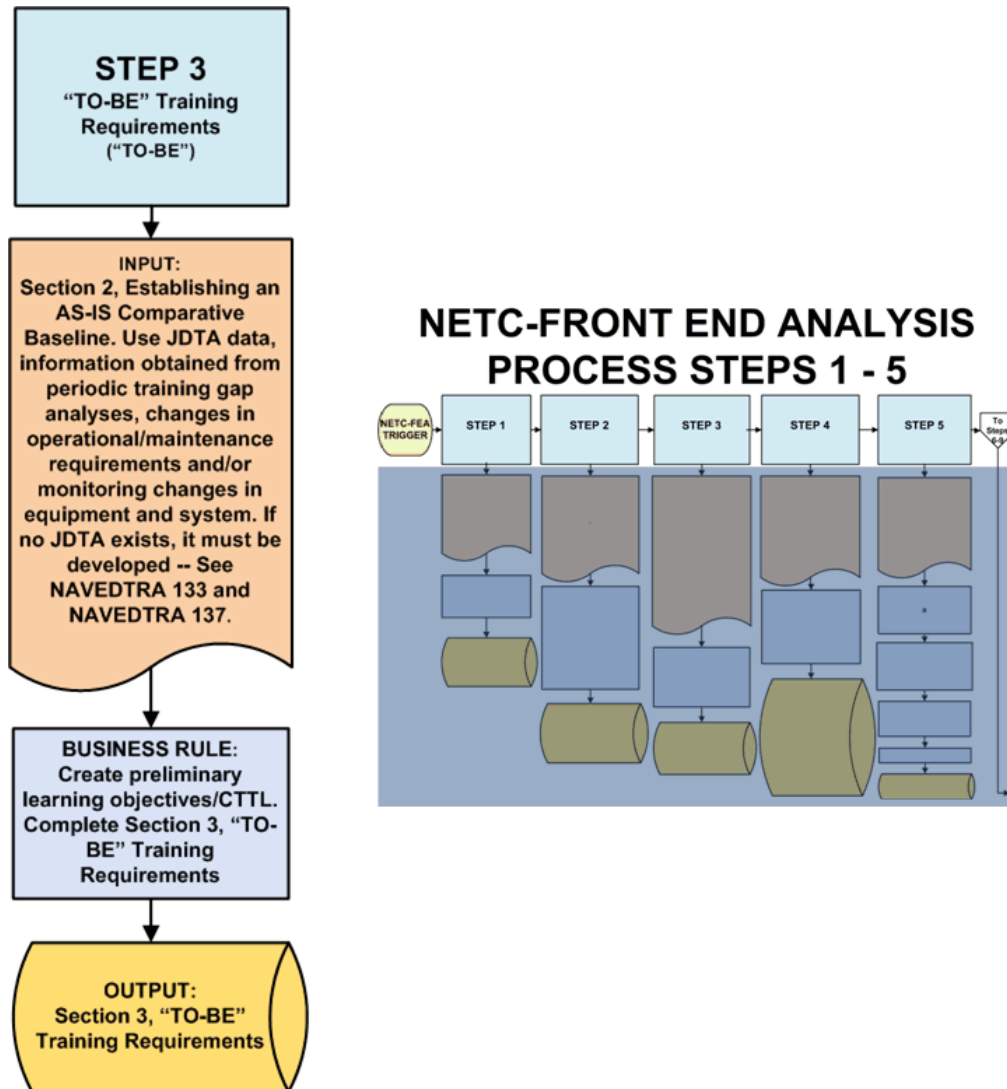 STEP 3
“TO-BE” Training
Requirements
(“TO-BE”)
INPUT:
Section 2, Establishing an
AS-IS Comparative
Baseline. Use JDTA data,
information obtained from
periodic training gap
analyses, changes in
operational/maintenance
requirements and/or
monitoring changes in
equipment and system. If
no JDTA exists, it must be
developed -- See
NAVEDTRA 133 and
NAVEDTRA 137.
BUSINESS RULE:
Create preliminary
learning objectives/CTTL.
Complete Section 3, “TO-
BE” Training
Requirements
OUTPUT:
Section 3, “TO-BE”
Training Requirements
NETC-FRONT END ANALYSIS
PROCESS STEPS 1 - 5
NETC-FEA
TRIGGER
STEP 1
STEP 2
STEP 3
STEP 4
STEP 5
To
Steps
6-9